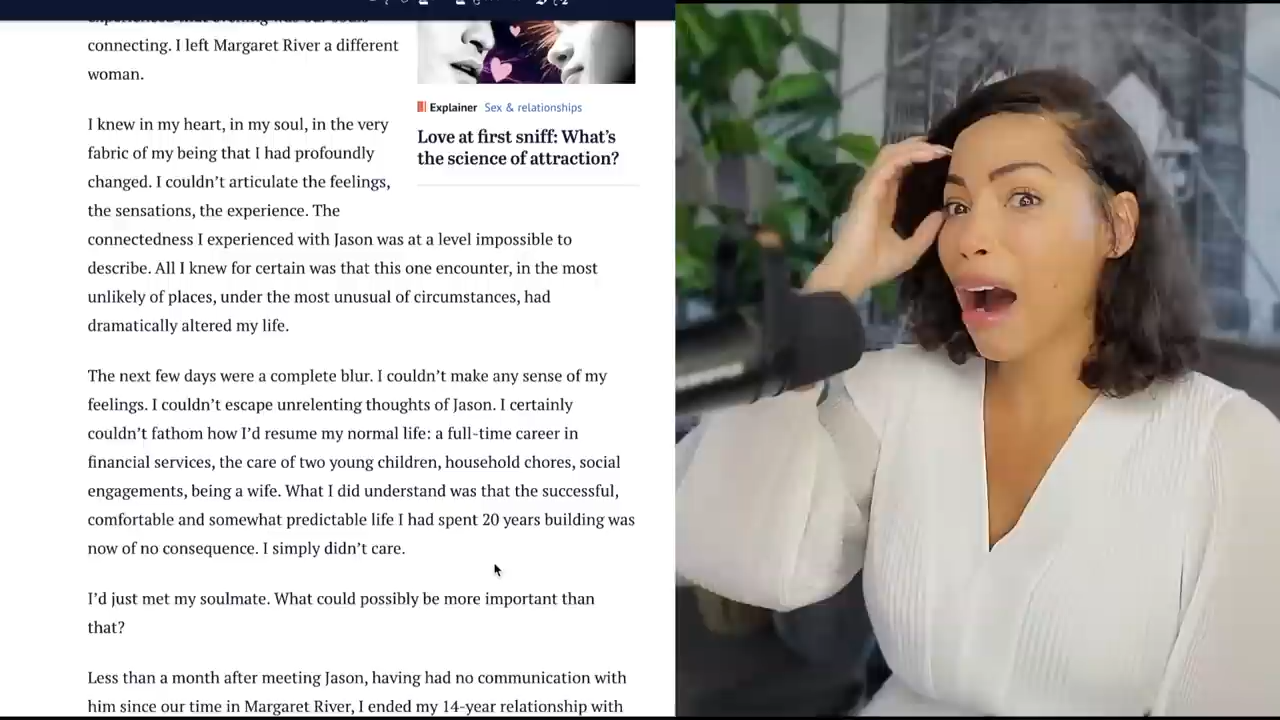 connecting. I left Margaret River a different
woman.
Explainer Sex & relationships
Love at first sniff: What's
the science of attraction?
I knew in my heart, in my soul, in the very
fabric of my being that I had profoundly
changed. I couldn't articulate the feelings,
the sensations, the experience. The
connectedness I experienced with Jason was at a level impossible to
describe. All I knew for certain was that this one encounter, in the most
unlikely of places, under the most unusual of circumstances, had
dramatically altered my life.
The next few days were a complete blur. I couldn't make any sense of my
feelings. I couldn't escape unrelenting thoughts of Jason. I certainly
couldn't fathom how I'd resume my normal life: a full-time career in
financial services, the care of two young children, household chores, social
engagements, being a wife. What I did understand was that the successful,
comfortable and somewhat predictable life I had spent 20 years building was
now of no consequence. I simply didn't care.
I'd just met my soulmate. What could possibly be more important than
that?
Less than a month after meeting Jason, having had no communication with
him since our time in Margaret River, I ended my 14-year relationship with